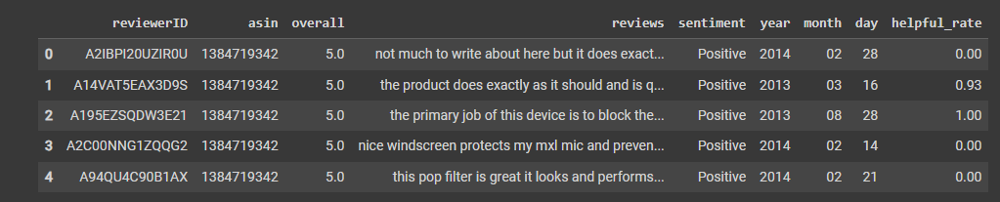 reviewerID asin overall reviews sentiment year month day helpful_rate
0 A2IBPI20UZIR0U 1384719342 5.0 not much to write about here but it does exact... Positive 2014 02 28 0.00
1 A14VAT5EAX3D9S 1384719342 5.0 the product does exactly as it should and is q... Positive 2013 03 16 0.93
2 A195EZSQDW3E21 1384719342 5.0 the primary job of this device is to block the... Positive 2013 08 28 1.00
3 A2C00NNG1ZQQG2 1384719342 5.0 nice windscreen protects my mxl mic and preven... Positive 2014 02 14 0.00
4 A94QU4C90B1AX 1384719342 5.0 this pop filter is great it looks and performs... Positive 2014 02 21 0.00